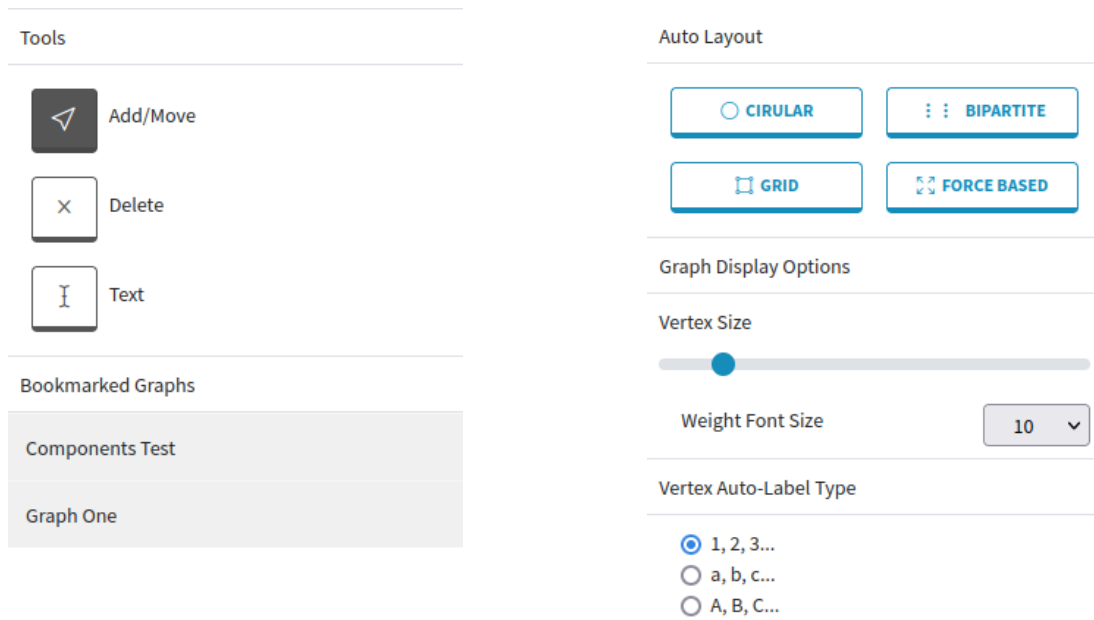 Tools
Add/Move
Delete
Text
Bookmarked Graphs
Components Test
Graph One
Auto Layout
CIRULAR
BIPARTITE
GRID
FORCE BASED
Graph Display Options
Vertex Size
Weight Font Size
10
Vertex Auto-Label Type
1, 2, 3...
a, b, c...
A, B, C...